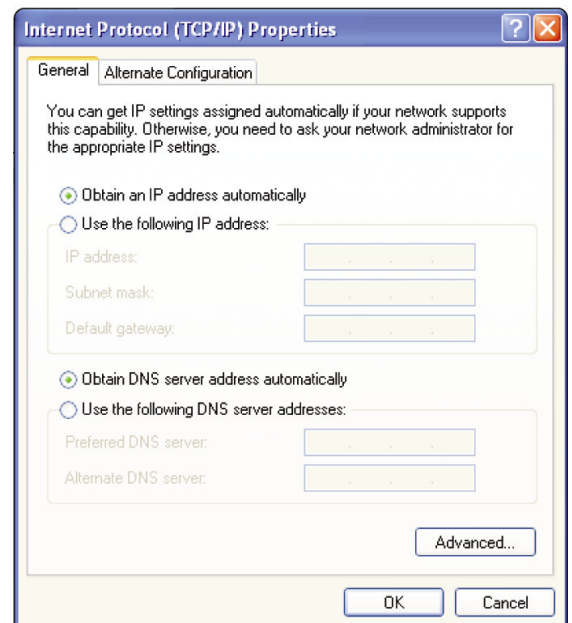 Internet Protocol (TCP/IP) Properties
General
Alternate Configuration
You can get IP settings assigned automatically if your network supports
this capability. Otherwise, you need to ask your network administrator for
the appropriate IP settings.
Obtain an IP address automatically
Use the following IP address:
IP address:
Subnet mask:
Default gateway:
Obtain DNS server address automatically
Use the following DNS server addresses:
Preferred DNS server:
Alternate DNS server:
Advanced...
OK
Cancel